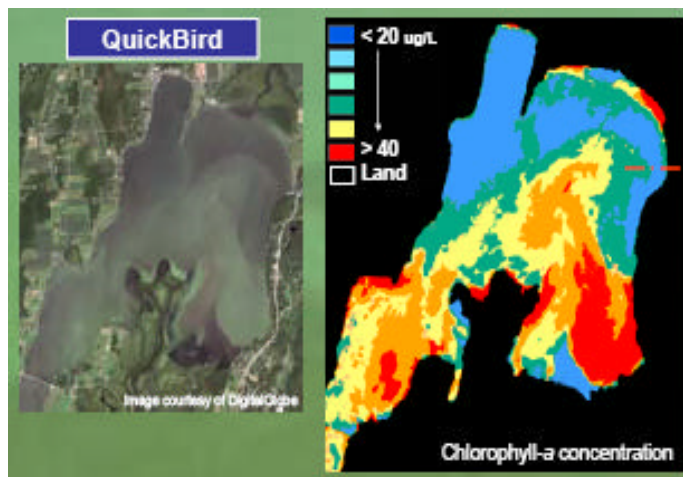 QuickBird
Image courtesy of DigitalGlobe
< 20 ug/L
> 40
Land
Chlorophyll-a concentration